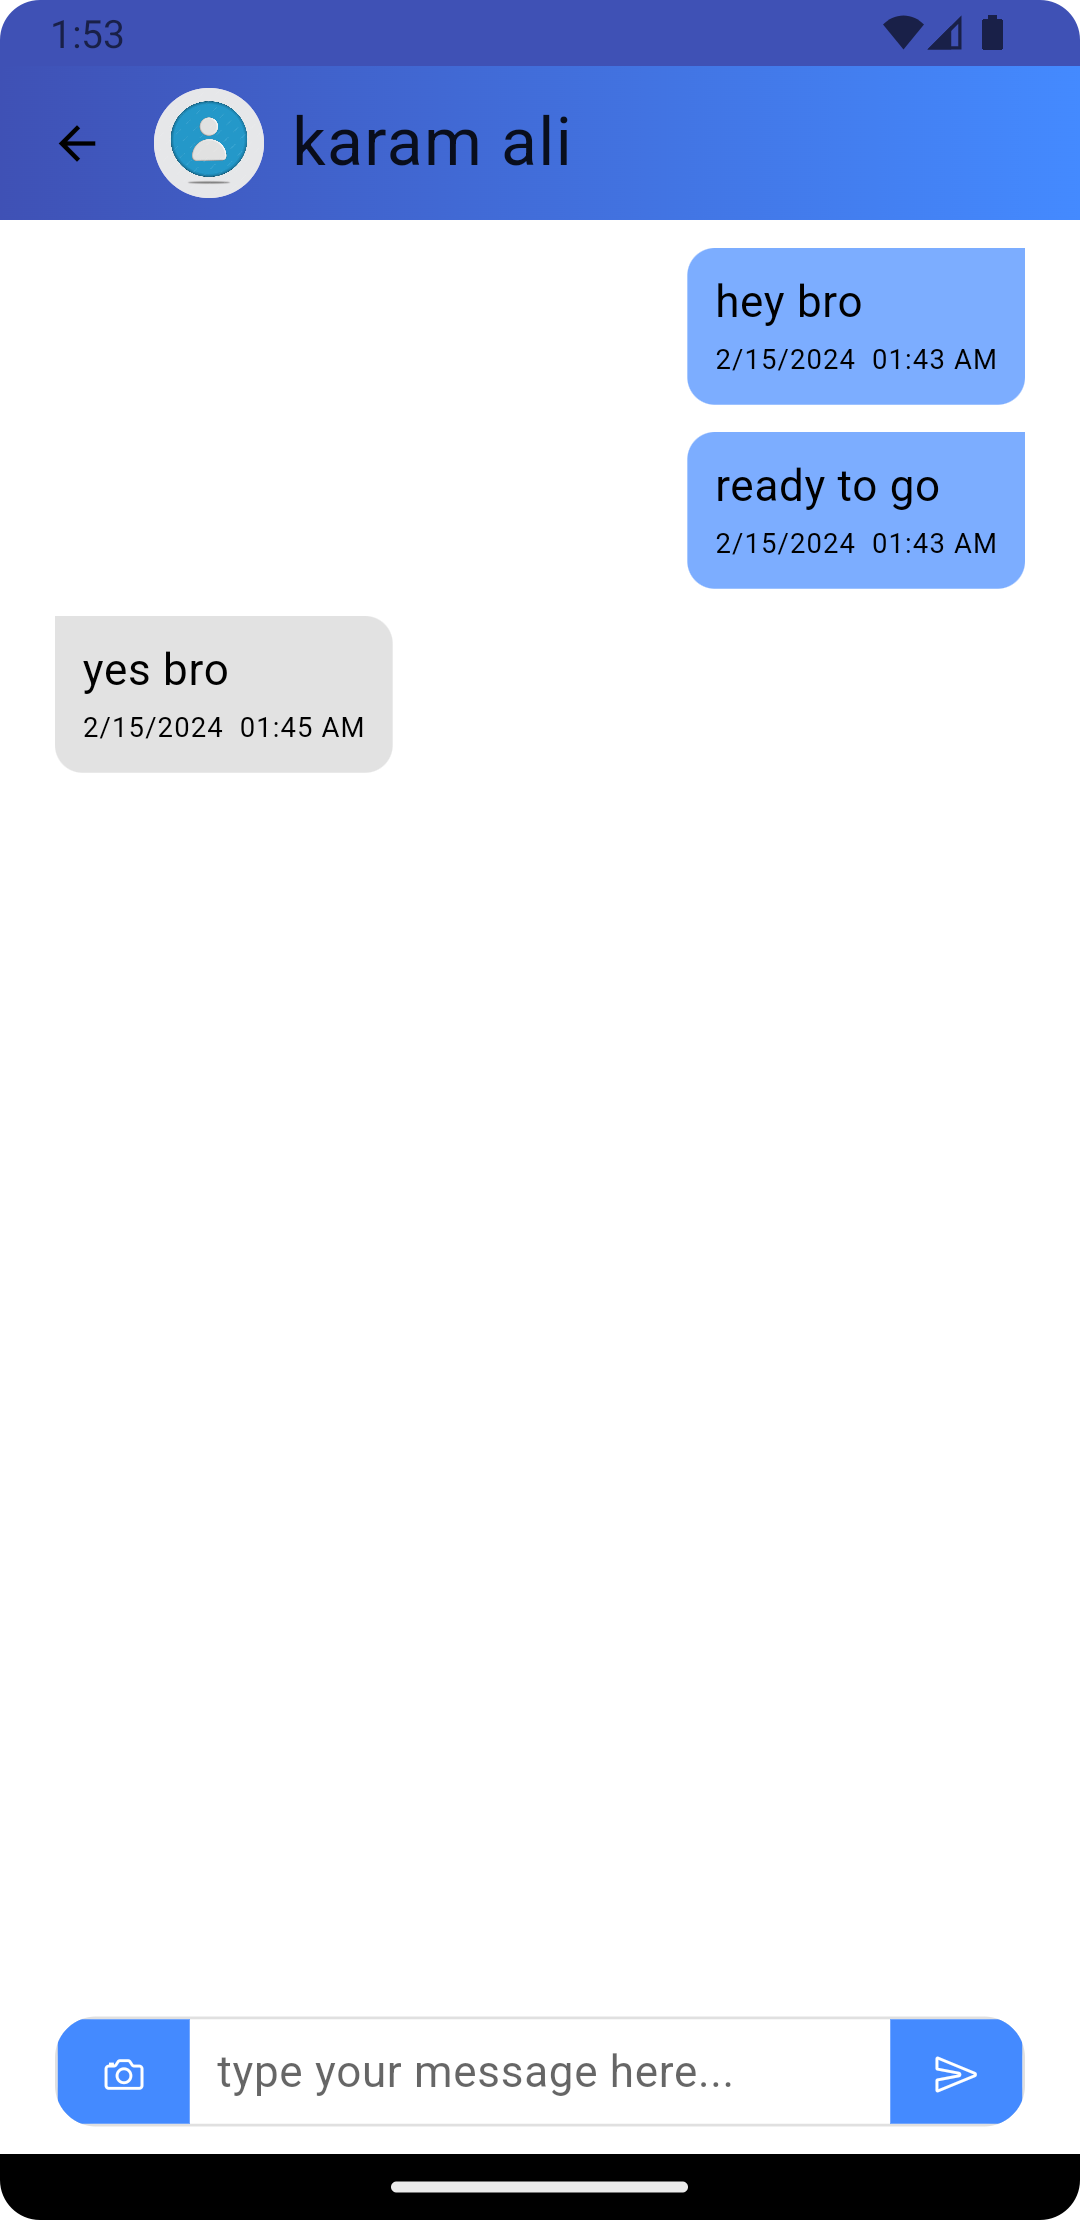 1:53
karam ali
hey bro
2/15/2024 01:43 AM
ready to go
2/15/2024 01:43 AM
yes bro
2/15/2024 01:45 AM
type your message here...